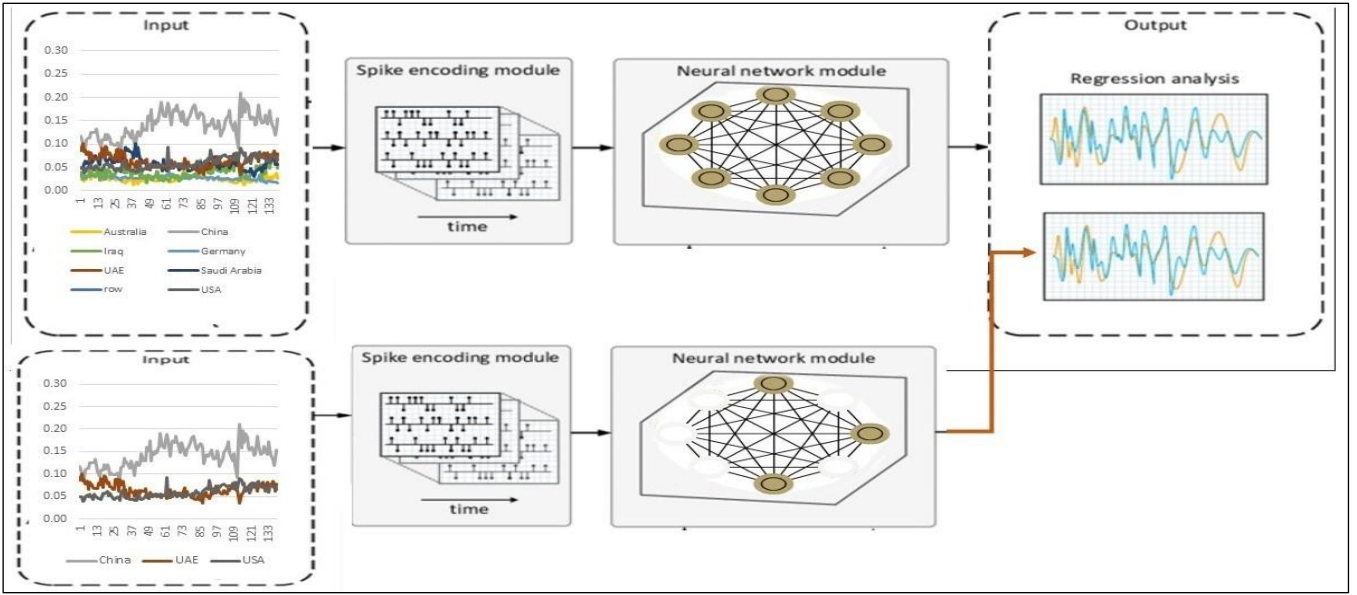 Input
0.30
0.25
0.20
0.15
0.10
0.05
0.00
1 13 25 37 49 61 73 85 97 109 121 133
Australia China
Iraq Germany
UAE Saudi Arabia
row USA
Spike encoding module
time
Neural network module
Output
Regression analysis
Input
0.30
0.25
0.20
0.15
0.10
0.05
0.00
1 13 25 37 49 61 73 85 97 109 121 133
China UAE USA
Spike encoding module
time
Neural network module